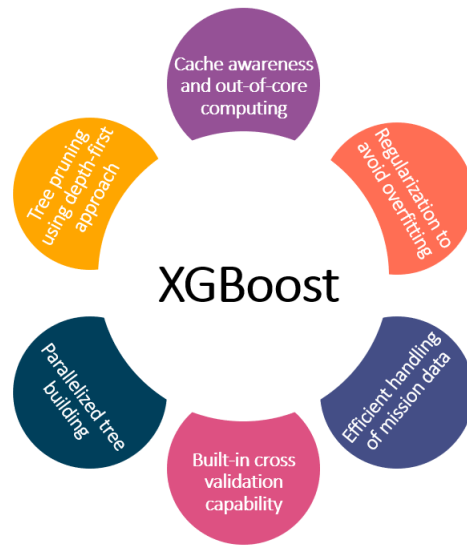 Cache awareness
and out-of-core
computing
Regularization to
avoid overfitting
Efficient handling
of mission data
Built-in cross
validation
capability
Parallelized tree
building
Tree pruning
using depth-first
approach
XGBoost